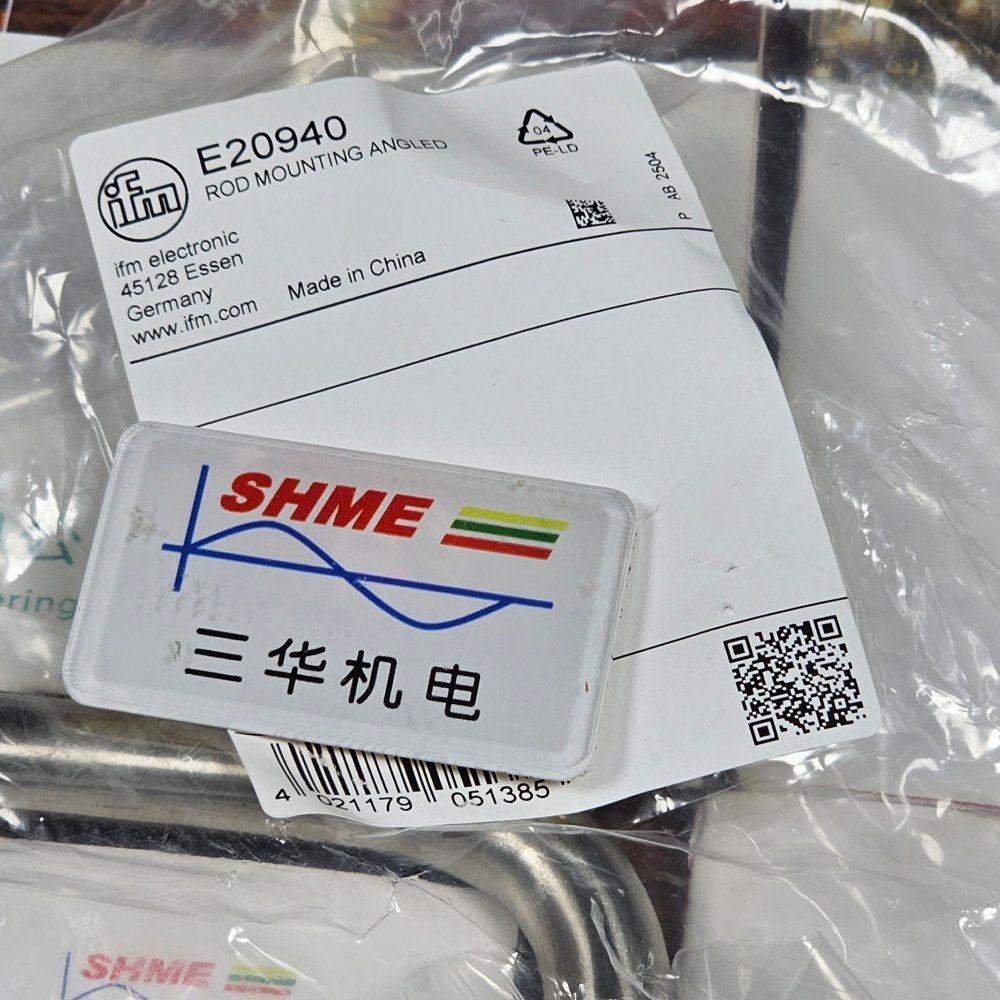 E20940
ROD MOUNTING ANGLED
ifm
ifm electronic
45128 Essen
Germany
www.ifm.com
Made in China
04
PE-LD
P AB 2504
SHME
三华机电
ering
4 021179 051385
SHME